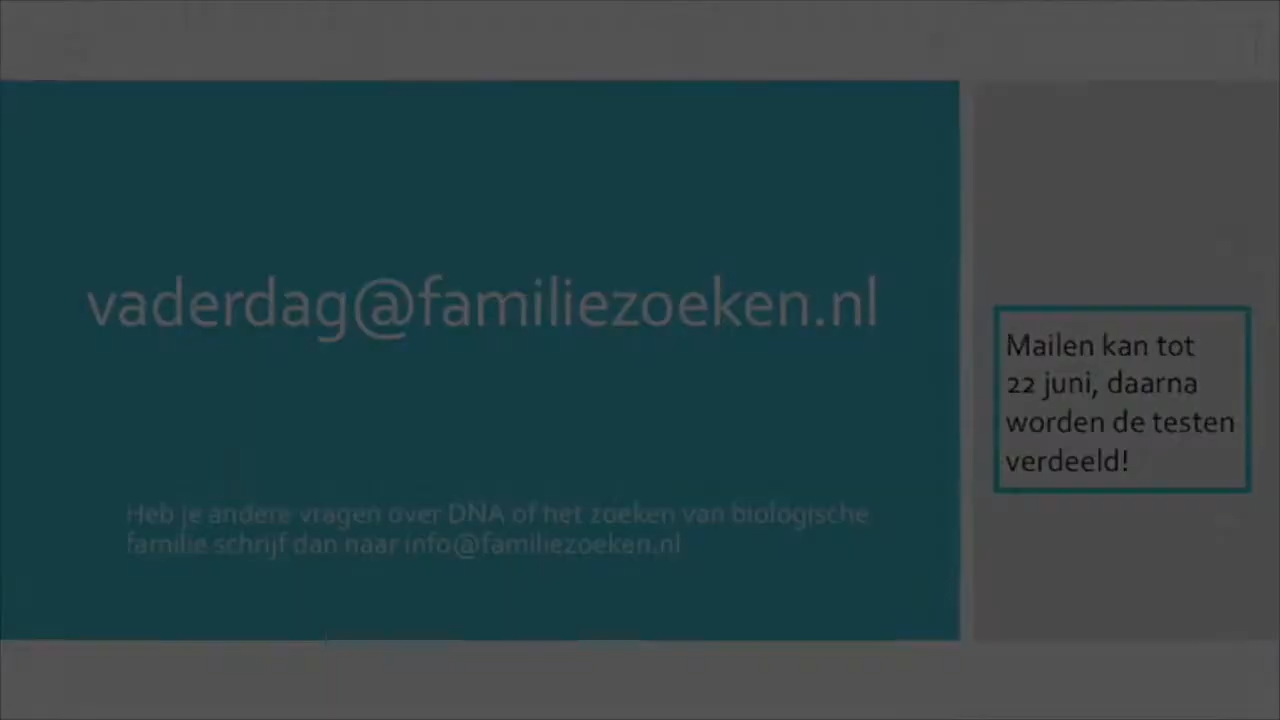 vaderdag@familiezoeken.nl
Heb je andere vragen over DNA of het zoeken van biologische
familie schrijf dan naar info@familiezoeken.nl
Mailen kan tot
22 juni, daarna
worden de testen
verdeeld!